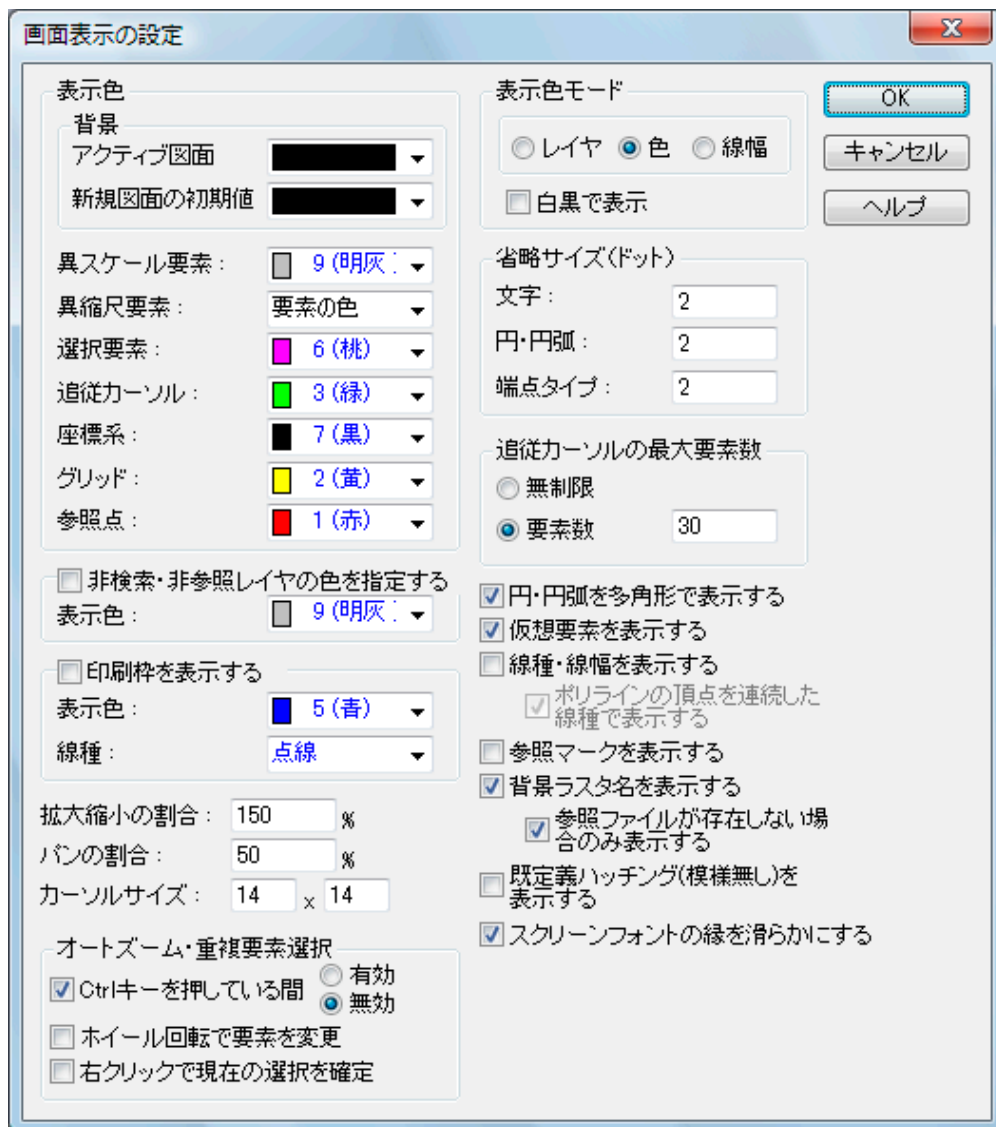 画面表示の設定
表示色
背景
アクティブ図面
新規図面の初期値
異スケール要素：
9 (明灰
異縮尺要素：
要素の色
選択要素：
6 (桃)
追従カーソル：
3 (緑)
座標系：
7 (黒)
グリッド：
2 (黄)
参照点：
1 (赤)
非検索・非参照レイヤの色を指定する
表示色：
9 (明灰
印刷枠を表示する
表示色：
5 (青)
線種：
点線
拡大縮小の割合：
150
%
パンの割合：
50
%
カーソルサイズ：
14
x
14
オートズーム・重複要素選択
Ctrlキーを押している間
有効
無効
ホイール回転で要素を変更
右クリックで現在の選択を確定
表示色モード
レイヤ
色
線幅
白黒で表示
省略サイズ(ドット)
文字：
2
円・円弧：
2
端点タイプ：
2
追従カーソルの最大要素数
無制限
要素数
30
円・円弧を多角形で表示する
仮想要素を表示する
線種・線幅を表示する
ポリラインの頂点を連続した
線種で表示する
参照マークを表示する
背景ラスタ名を表示する
参照ファイルが存在しない場
合のみ表示する
既定義ハッチング(模様無し)を
表示する
スクリーンフォントの縁を滑らかにする
OK
キャンセル
ヘルプ